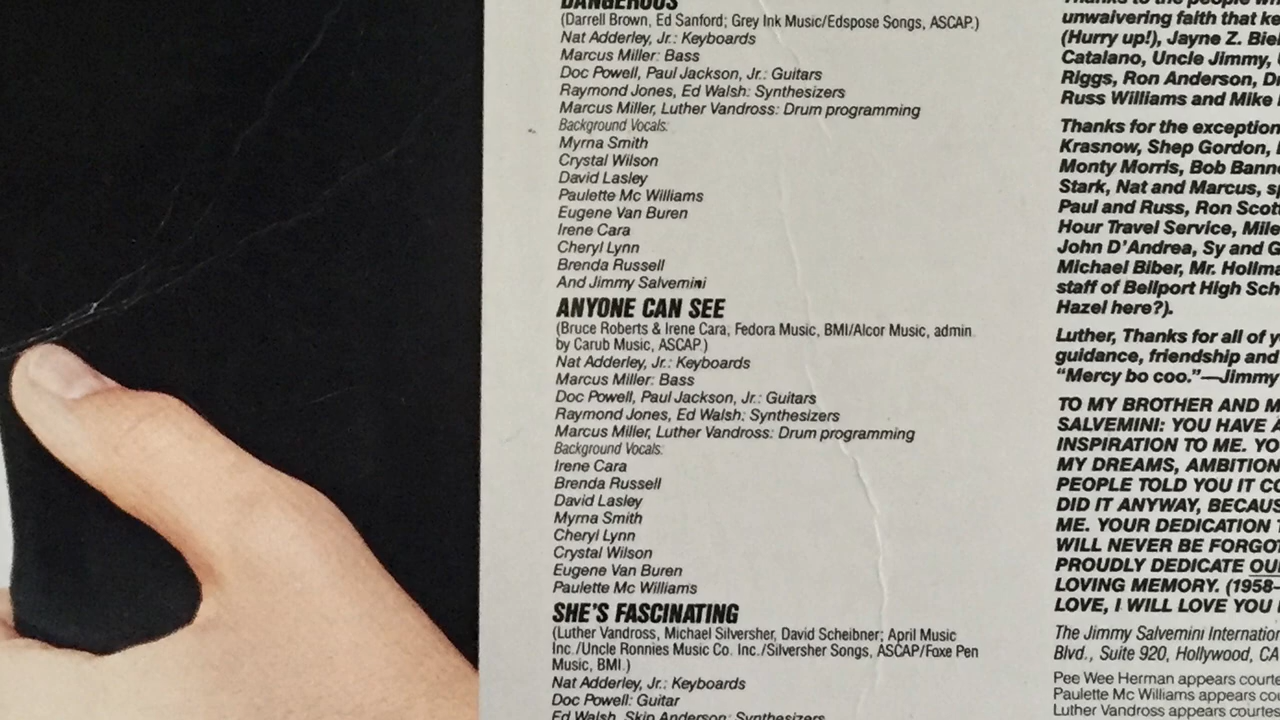 DANGEROUS
(Darrell Brown, Ed Sanford; Grey Ink Music/Edspose Songs, ASCAP.)
Nat Adderley, Jr.: Keyboards
Marcus Miller: Bass
Doc Powell, Paul Jackson, Jr.: Guitars
Raymond Jones, Ed Walsh: Synthesizers
Marcus Miller, Luther Vandross: Drum programming
Background Vocals:
Myrna Smith
Crystal Wilson
David Lasley
Paulette Mc Williams
Eugene Van Buren
Irene Cara
Cheryl Lynn
Brenda Russell
And Jimmy Salvemini
ANYONE CAN SEE
(Bruce Roberts & Irene Cara; Fedora Music, BMI/Alcor Music, admin.
by Carub Music, ASCAP.)
Nat Adderley, Jr.: Keyboards
Marcus Miller: Bass
Doc Powell, Paul Jackson, Jr.: Guitars
Raymond Jones, Ed Walsh: Synthesizers
Marcus Miller, Luther Vandross: Drum programming
Background Vocals:
Irene Cara
Brenda Russell
David Lasley
Myrna Smith
Cheryl Lynn
Crystal Wilson
Eugene Van Buren
Paulette Mc Williams
SHE'S FASCINATING
(Luther Vandross, Michael Silversher, David Scheibner; April Music
Inc./Uncle Ronnies Music Co. Inc./Silversher Songs, ASCAP/Foxe Pen
Music, BMI.)
Nat Adderley, Jr.: Keyboards
Doc Powell: Guitar
Ed Walsh, Skip Anderson: Synthesizers
Thanks to the people
unwaivering faith that
(Hurry up!), Jayne Z.
Catalano, Uncle Jimmy,
Riggs, Ron Anderson,
Russ Williams and Mike
Thanks for the
Krasnow, Shep Gordon,
Monty Morris, Bob
Stark, Nat and Marcus,
Paul and Russ, Ron
Hour Travel Service,
John D'Andrea, Sy and
Michael Biber, Mr.
staff of Bellport High
Hazel here?).
Luther, Thanks for all of
guidance, friendship and
"Mercy bo coo."—Jimmy
TO MY BROTHER AND
SALVEMINI: YOU HAVE
INSPIRATION TO ME.
MY DREAMS,
PEOPLE TOLD YOU IT
DID IT ANYWAY,
ME. YOUR DEDICATION
WILL NEVER BE
PROUDLY DEDICATE
LOVING MEMORY. (1958-
LOVE, I WILL LOVE YOU
The Jimmy Salvemini
Blvd., Suite 920, Hollywood, CA
Pee Wee Herman appears
Paulette Mc Williams appears
Luther Vandross appears